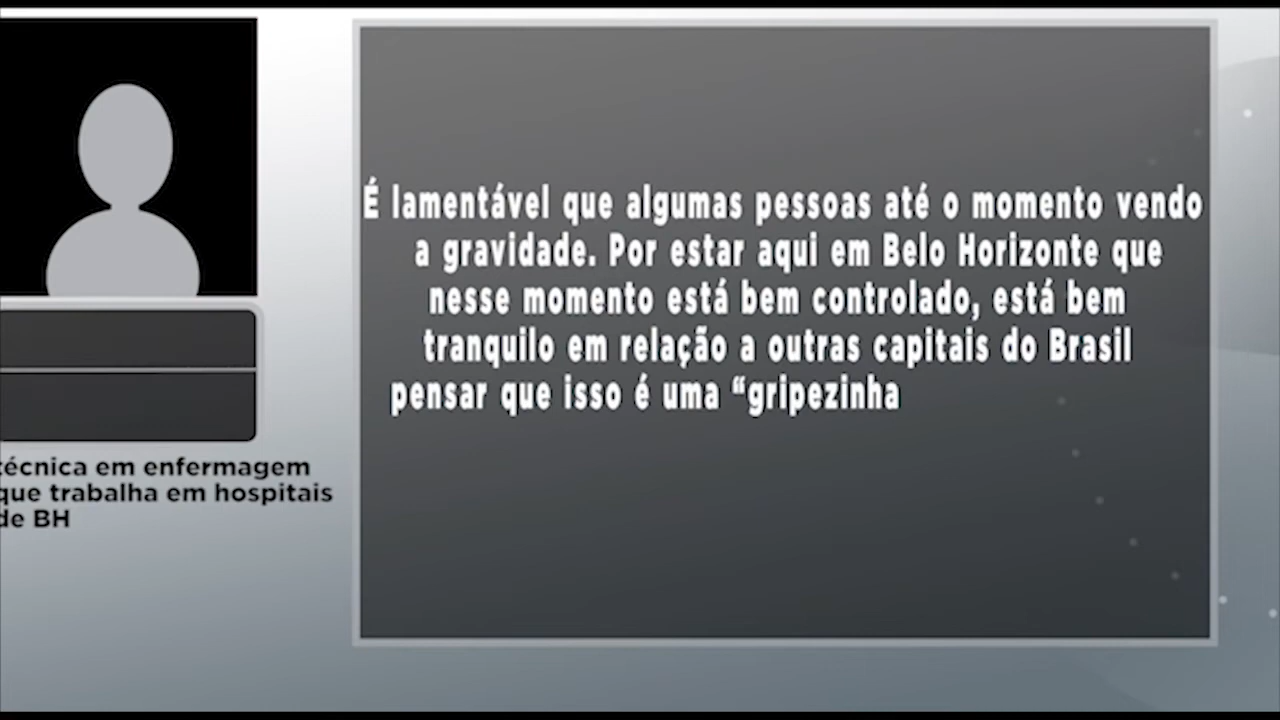 É lamentável que algumas pessoas até o momento vendo
a gravidade. Por estar aqui em Belo Horizonte que
nesse momento está bem controlado, está bem
tranquilo em relação a outras capitais do Brasil
pensar que isso é uma “gripezinha
técnica em enfermagem
que trabalha em hospitais
de BH